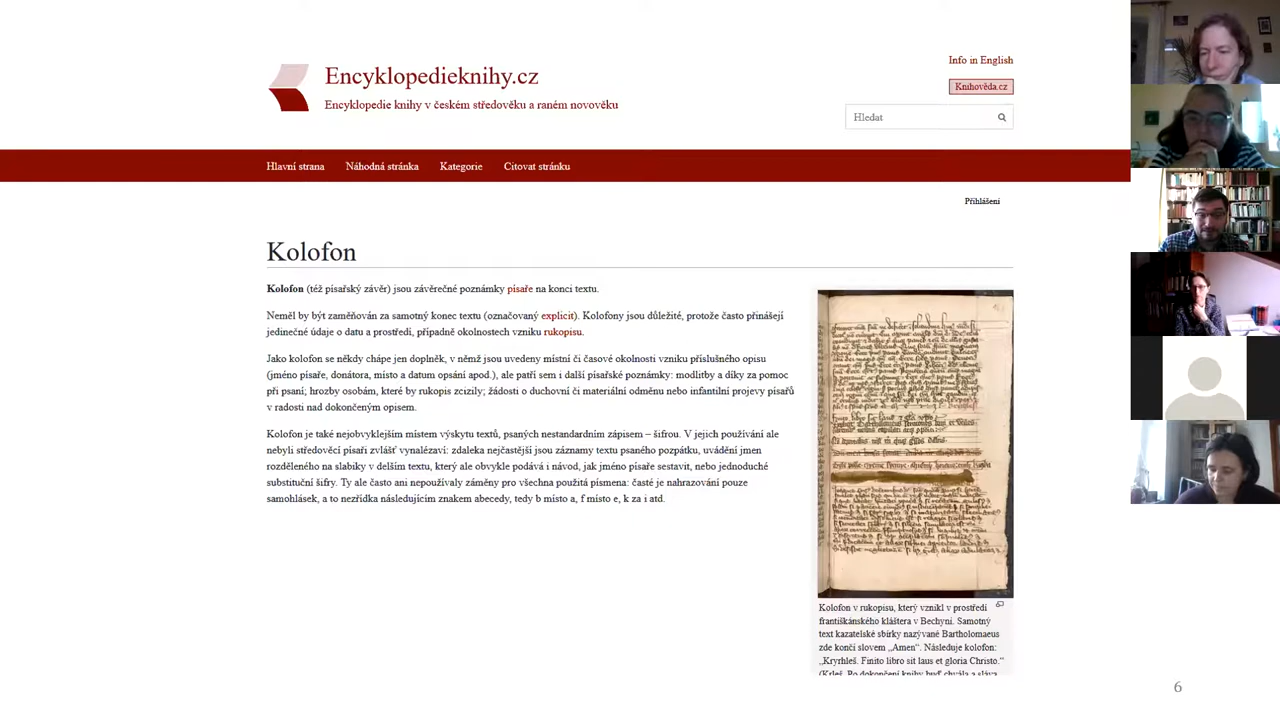 Encyklopedieknihy.cz
Encyklopedie knihy v českém středověku a raném novověku
Info in English
Knihověda.cz
Hledat
Hlavní strana Náhodná stránka Kategorie Citovat stránku
Přihlášení
Kolofon
Kolofon (též písařský závěr) jsou závěrečné poznámky písaře na konci textu.
Neměl by být zaměňován za samotný konec textu (označovaný explicit). Kolofony jsou důležité, protože často přinášejí
jedinečné údaje o datu a prostředí, případně okolnostech vzniku rukopisu.
Jako kolofon se někdy chápe jen doplněk, v němž jsou uvedeny místní či časové okolnosti vzniku příslušného opisu
(jméno písaře, donátora, místo a datum opsání apod.), ale patří sem i další písařské poznámky: modlitby a díky za pomoc
při psaní; hrozby osobám, které by rukopis zcizily; žádosti o duchovní či materiální odměnu nebo infantilní projevy písařů
v radosti nad dokončeným opisem.
Kolofon je také nejobvyklejším místem výskytu textů, psaných nestandardním zápisem – šifrou. V jejich používání ale
nebyli středověcí písaři zvlášť vynalézaví: zdaleka nejčastější jsou záznamy textu psaného pozpátku, uvádění jmen
rozděleného na slabiky v delším textu, který ale obvykle podává i návod, jak jméno písaře sestavit, nebo jednoduché
substituční šifry. Ty ale často ani nepoužívaly záměny pro všechna použitá písmena: časté je nahrazování pouze
samohlásek, a to nezřídka následujícím znakem abecedy, tedy b místo a, f místo e, k za i atd.
Kolofon v rukopisu, který vznikl v prostředí
františkánského kláštera v Bechyni. Samotný
text kazatelské sbírky nazývané Bartholomaeus
zde končí slovem „Amen“. Následuje kolofon:
„Kryrhleš. Finito libro sit laus et gloria Christo.“
(Krleš. Po dokončení knihy buď chvála a sláva
6